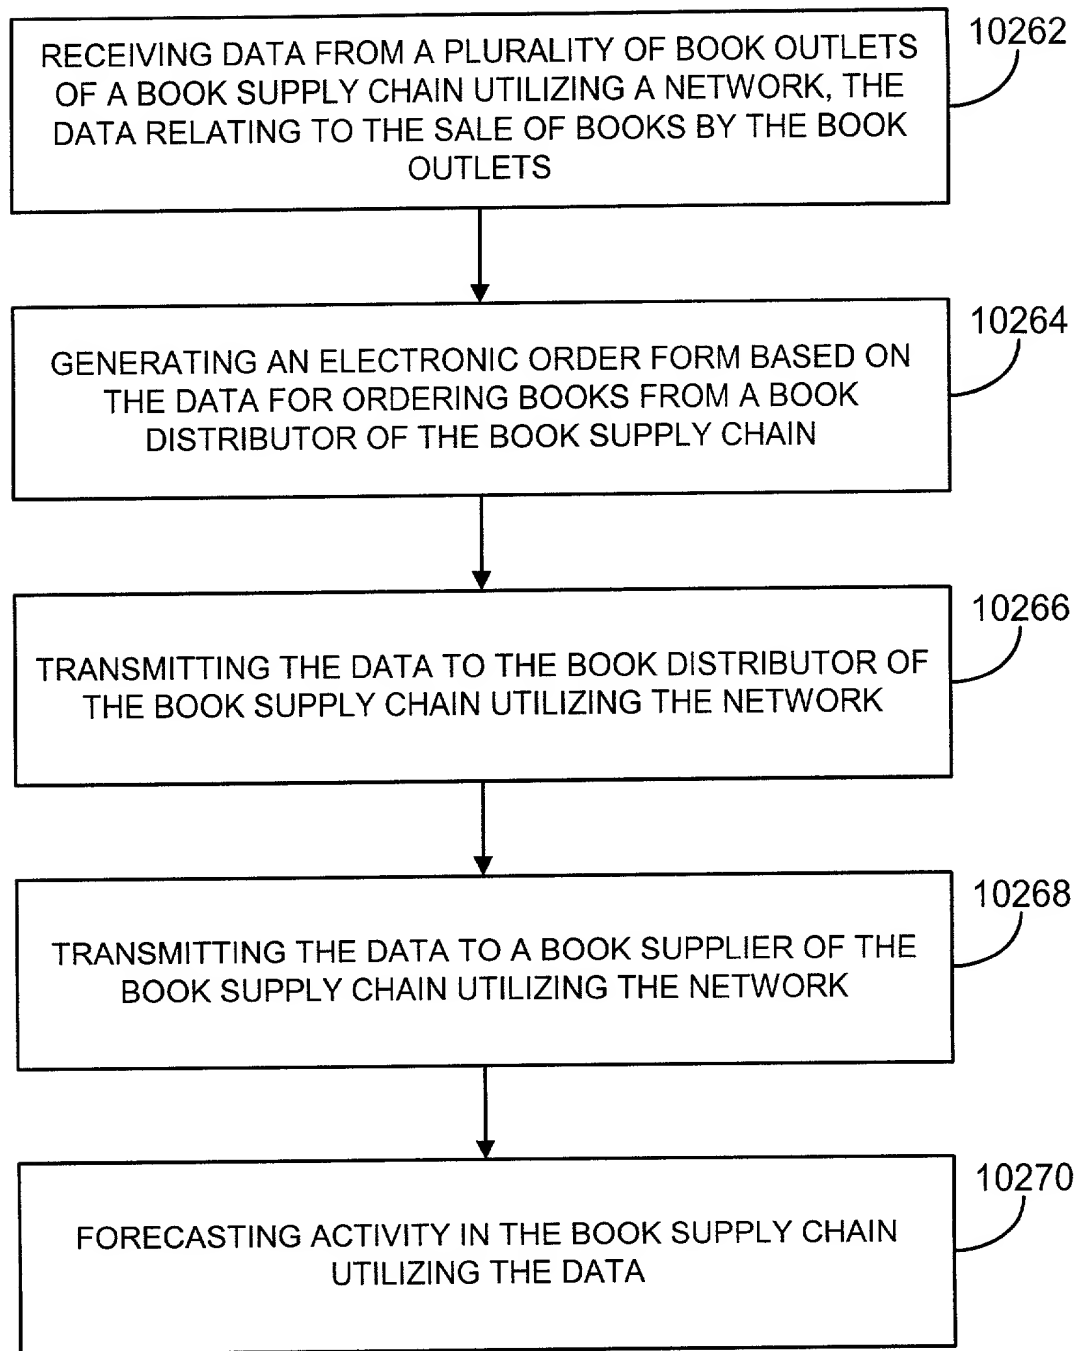 RECEIVING DATA FROM A PLURALITY OF BOOK OUTLETS
OF A BOOK SUPPLY CHAIN UTILIZING A NETWORK, THE
DATA RELATING TO THE SALE OF BOOKS BY THE BOOK
OUTLETS
10262
GENERATING AN ELECTRONIC ORDER FORM BASED ON
THE DATA FOR ORDERING BOOKS FROM A BOOK
DISTRIBUTOR OF THE BOOK SUPPLY CHAIN
10264
TRANSMITTING THE DATA TO THE BOOK DISTRIBUTOR OF
THE BOOK SUPPLY CHAIN UTILIZING THE NETWORK
10266
TRANSMITTING THE DATA TO A BOOK SUPPLIER OF THE
BOOK SUPPLY CHAIN UTILIZING THE NETWORK
10268
FORECASTING ACTIVITY IN THE BOOK SUPPLY CHAIN
UTILIZING THE DATA
10270